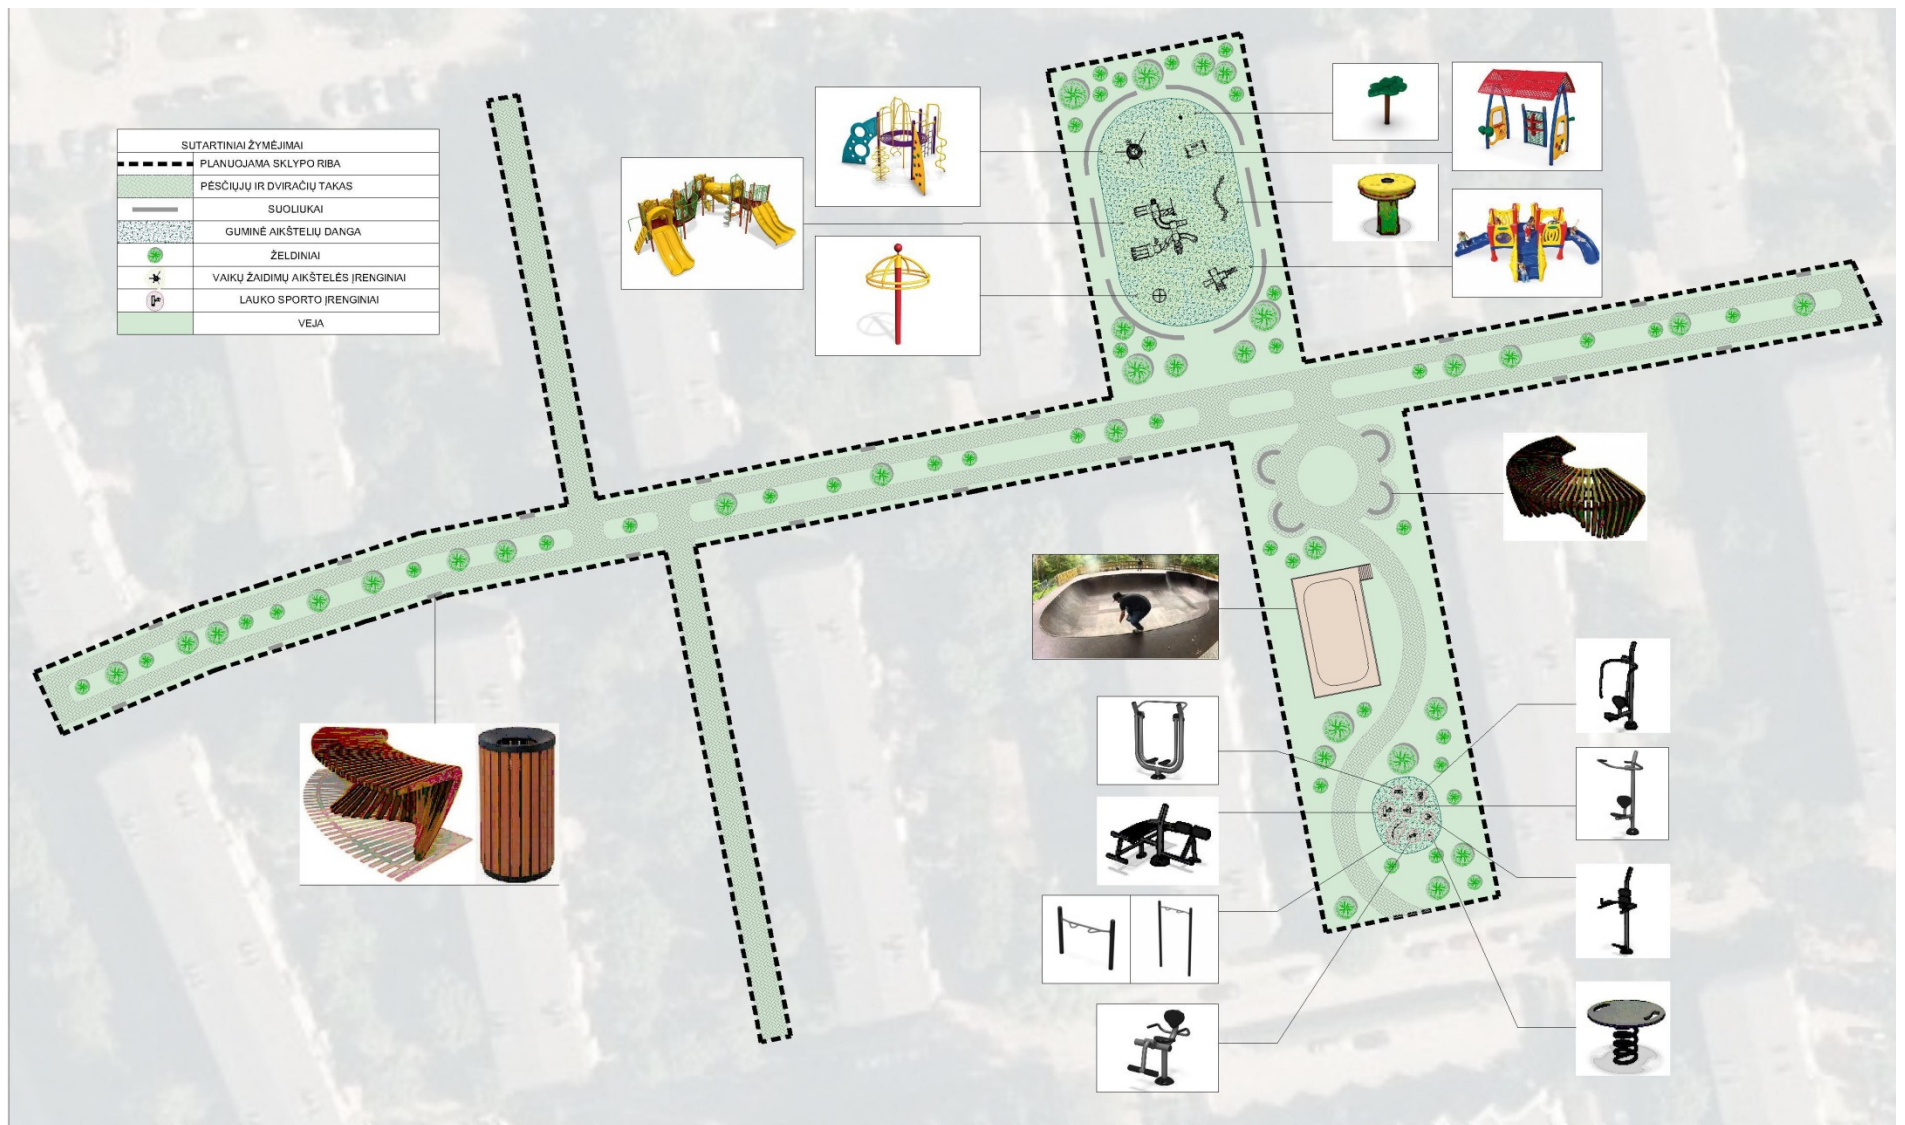 SUTARTINIAI ŽYMĖJIMAI
PLANUOJAMA SKLYPO RIBA
PĖSČIŲJŲ IR DVIRAČIŲ TAKAS
SUOLIUKAI
GUMINĖ AIKŠTELIŲ DANGA
ŽELDINIAI
VAIKŲ ŽAIDIMŲ AIKŠTELĖS ĮRENGINIAI
LAUKO SPORTO ĮRENGINIAI
VEJA